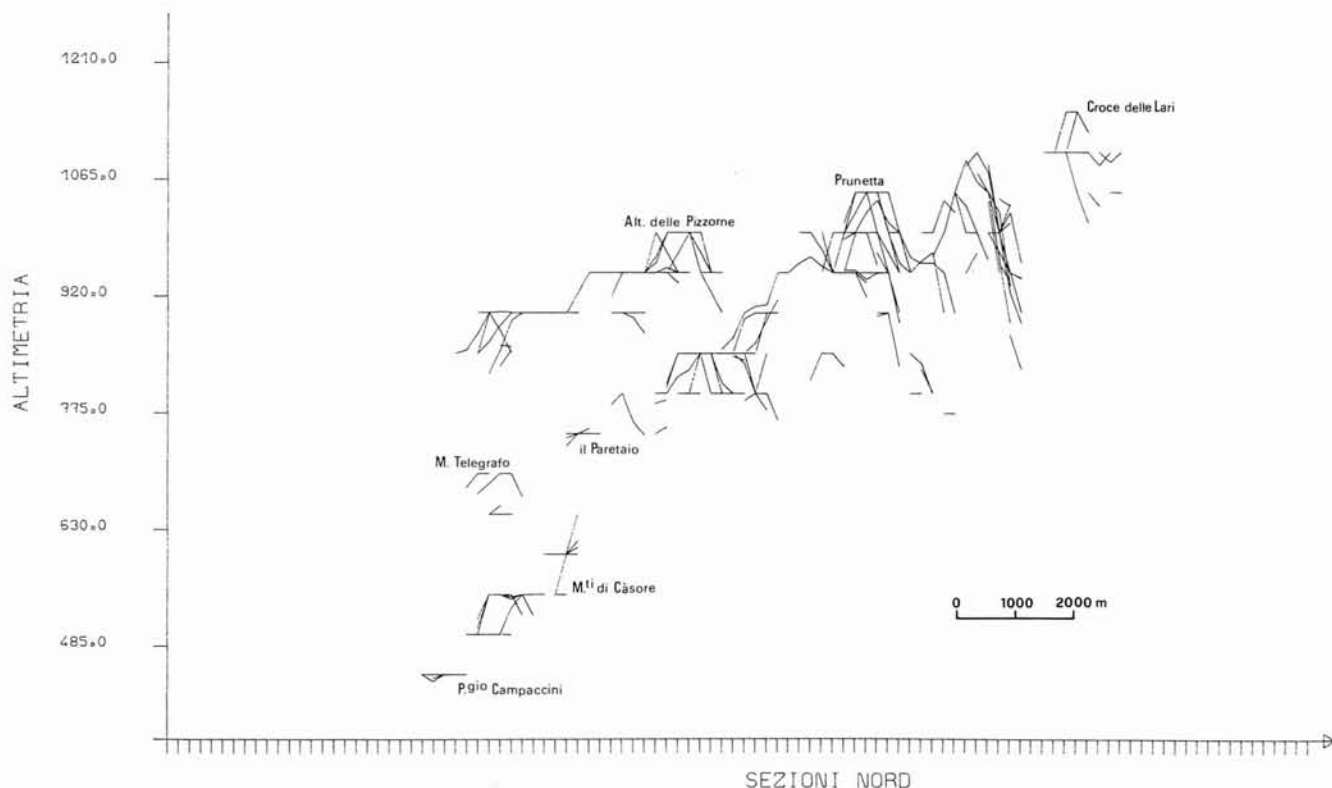 1210.0
Croce delle Lari
1065.0
Prunetta
Alt. delle Pizzorne
920.0
ALTIMETRIA
775.0
il Paretaio
M. Telegrafo
630.0
M.ti di Càsore
0 1000 2000 m
485.0
P.gio Campaccini
SEZIONI NORD